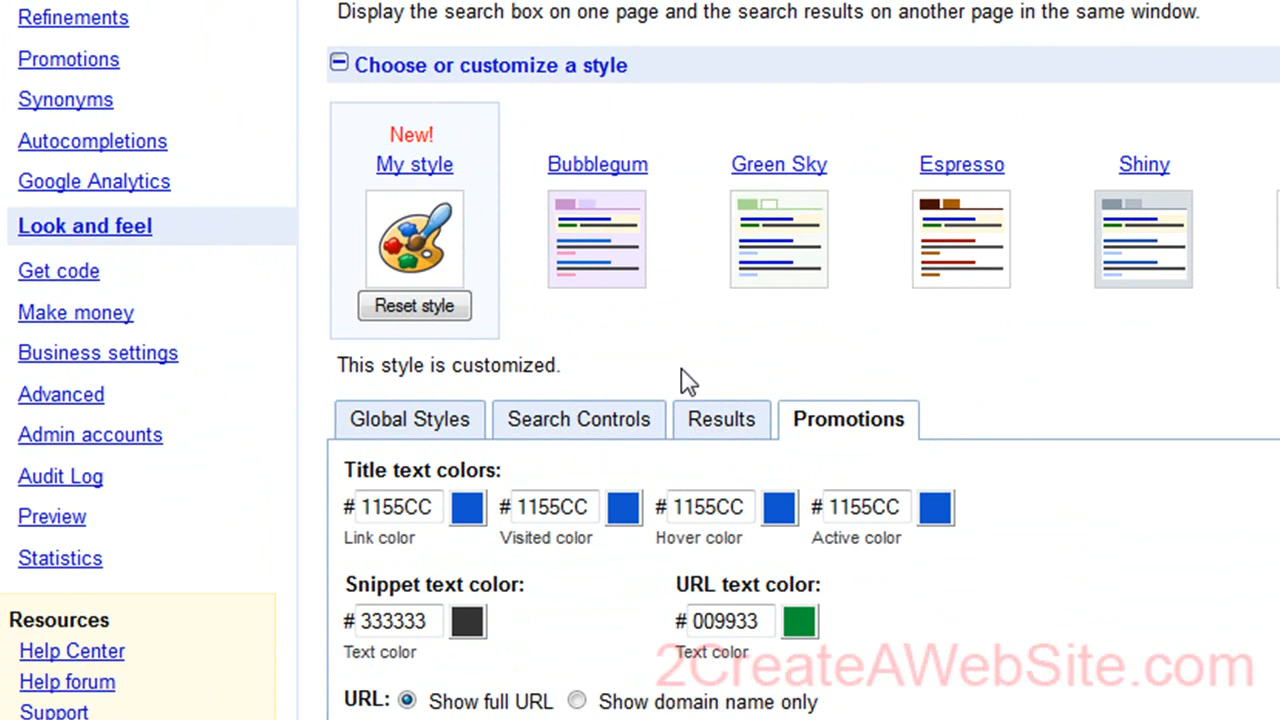 Refinements
Promotions
Synonyms
Autocompletions
Google Analytics
Look and feel
Get code
Make money
Business settings
Advanced
Admin accounts
Audit Log
Preview
Statistics
Resources
Help Center
Help forum
Support
Display the search box on one page and the search results on another page in the same window.
Choose or customize a style
New!
My style Bubblegum Green Sky Espresso Shiny
Reset style
This style is customized.
Global Styles Search Controls Results Promotions
Title text colors:
# 1155CC # 1155CC # 1155CC # 1155CC
Link color Visited color Hover color Active color
Snippet text color: URL text color:
# 333333 # 009933
Text color Text color
2CreateAWebSite.com
URL: Show full URL Show domain name only